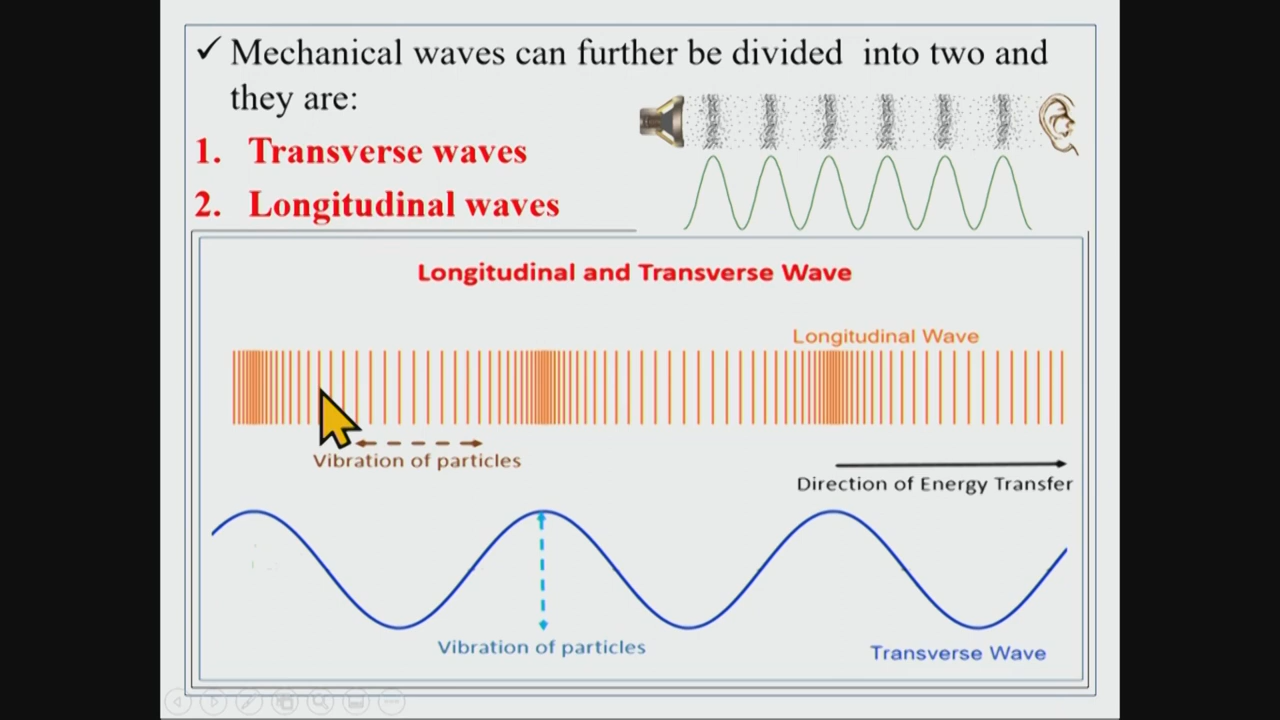 ✓ Mechanical waves can further be divided into two and
they are:
1. Transverse waves
2. Longitudinal waves
Longitudinal and Transverse Wave
Longitudinal Wave
Vibration of particles
Direction of Energy Transfer
Vibration of particles
Transverse Wave